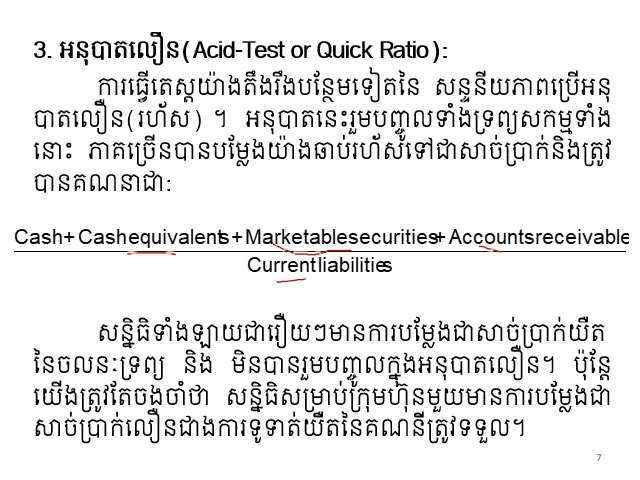 3. អនុបាតលឿន(Acid-Test or Quick Ratio):
ការធ្វើតេស្តយ៉ាងតឹងរឹងបន្ថែមទៀតនៃ សន្ទនីយភាពប្រើអនុ
បាតលឿន(រហ័ស) ។ អនុបាតនេះរួមបញ្ចូលទាំងទ្រព្យសកម្មទាំង
នោះ ភាគច្រើនបានបម្លែងយ៉ាងឆាប់រហ័សទៅជាសាច់ប្រាក់និងត្រូវ
បានគណនាជា:
Cash+ Cash equivalents + Marketable securities + Accounts receivable
Current liabilities
សន្និធិទាំងឡាយជារឿយៗមានការបម្លែងជាសាច់ប្រាក់យឺត
នៃចលនៈទ្រព្យ និង មិនបានរួមបញ្ចូលក្នុងអនុបាតលឿន។ ប៉ុន្តែ
យើងត្រូវតែចងចាំថា សន្និធិសម្រាប់ក្រុមហ៊ុនមួយមានការបម្លែងជា
សាច់ប្រាក់លឿនជាងការទូទាត់យឺតនៃគណនីត្រូវទទួល។
7